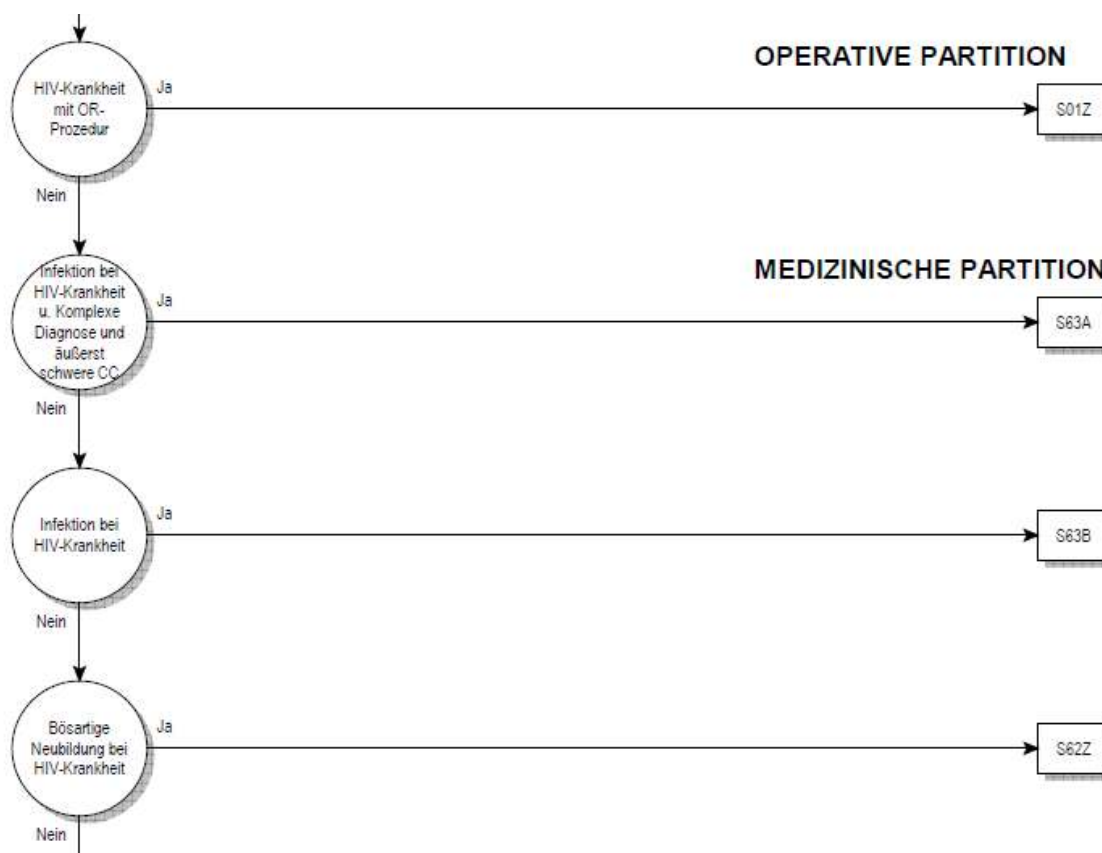 OPERATIVE PARTITION
HIV-Krankheit
mit OR-
Prozedur
Ja
S01Z
Nein
MEDIZINISCHE PARTITION
Infektion bei
HIV-Krankheit
u. Komplexe
Diagnose und
äußerst
schwere CC
Ja
S63A
Nein
Infektion bei
HIV-Krankheit
Ja
S63B
Nein
Bösartige
Neubildung bei
HIV-Krankheit
Ja
S62Z
Nein